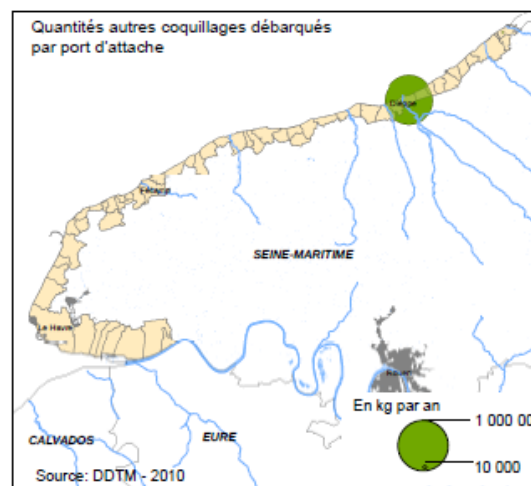 Quantités autres coquillages débarqués
par port d'attache
Dieppe
Fécamp
SEINE-MARITIME
Le Havre
Rouen
En kg par an
1 000 00
CALVADOS
EURE
10 000
Source: DDTM - 2010